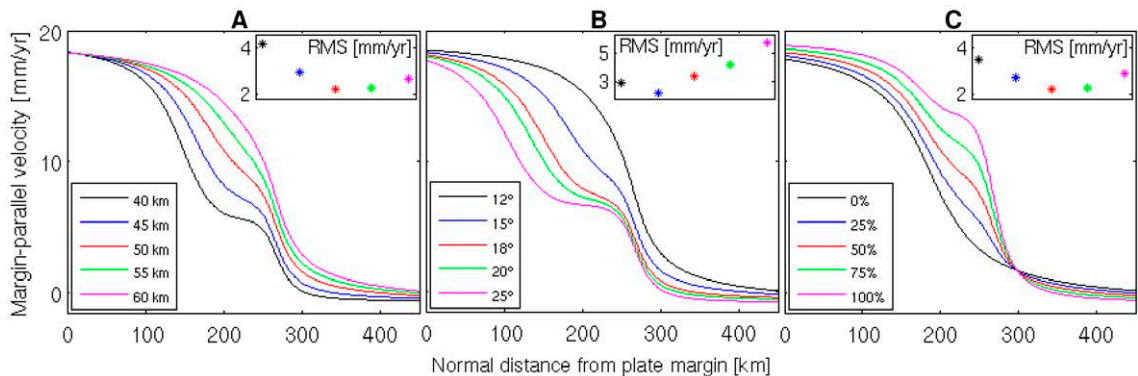 A B C
Margin-parallel velocity [mm/yr]
20
10
0
RMS [mm/yr]
4
2
40 km
45 km
50 km
55 km
60 km
0 100 200 300 400
RMS [mm/yr]
5
3
12°
15°
18°
20°
25°
0 100 200 300 400
RMS [mm/yr]
4
2
0%
25%
50%
75%
100%
0 100 200 300 400
Normal distance from plate margin [km]